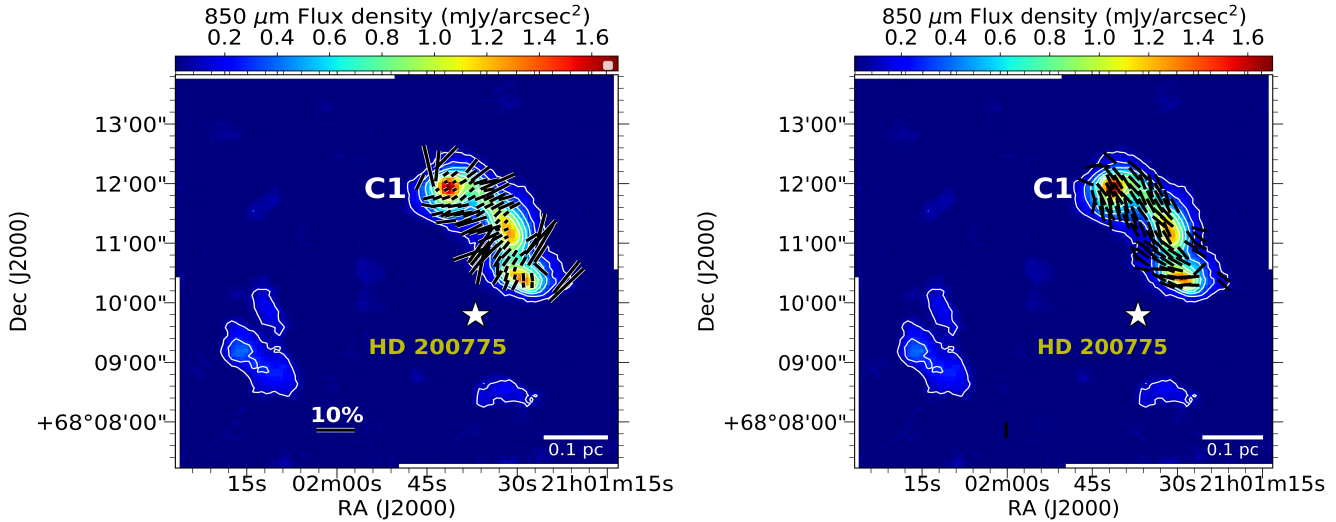 850 μm Flux density (mJy/arcsec²)
0.2 0.4 0.6 0.8 1.0 1.2 1.4 1.6
13'00"
12'00"
11'00"
10'00"
09'00"
+68°08'00"
Dec (J2000)
C1
HD 200775
10%
0.1 pc
15s 02m00s 45s 30s 21h01m15s
RA (J2000)
850 μm Flux density (mJy/arcsec²)
0.2 0.4 0.6 0.8 1.0 1.2 1.4 1.6
13'00"
12'00"
11'00"
10'00"
09'00"
+68°08'00"
Dec (J2000)
C1
HD 200775
0.1 pc
15s 02m00s 45s 30s 21h01m15s
RA (J2000)